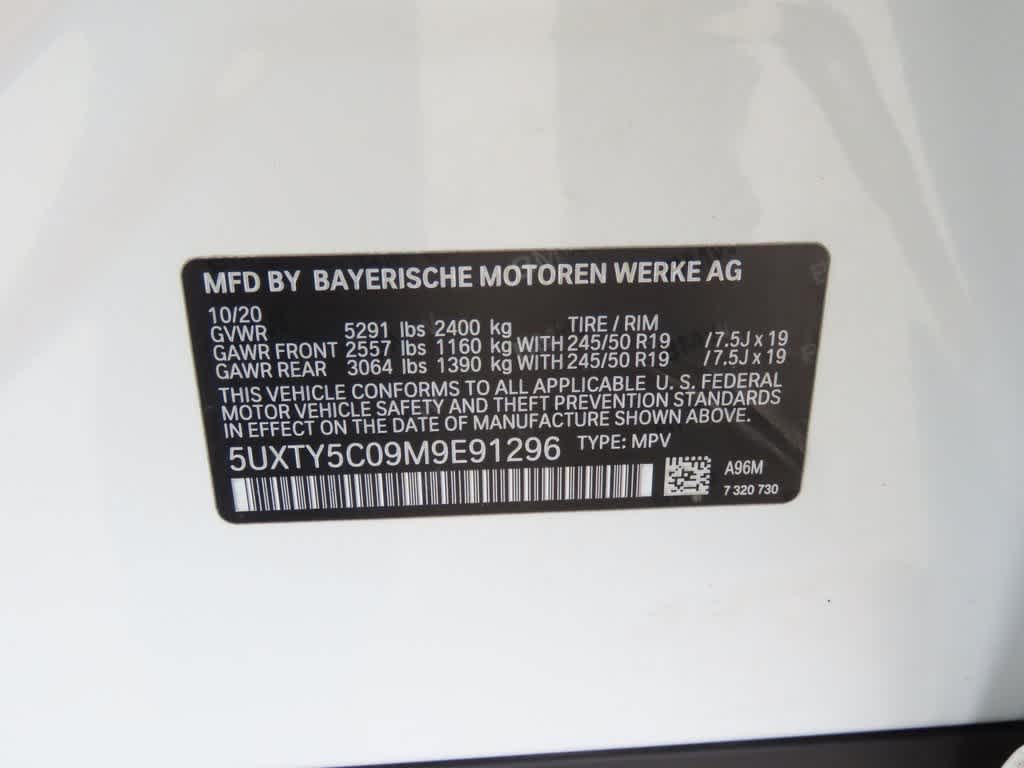 MFD BY BAYERISCHE MOTOREN WERKE AG
10/20
GVWR 5291 lbs 2400 kg TIRE / RIM
GAWR FRONT 2557 lbs 1160 kg WITH 245/50 R19 /7.5J x 19
GAWR REAR 3064 lbs 1390 kg WITH 245/50 R19 /7.5J x 19
THIS VEHICLE CONFORMS TO ALL APPLICABLE U. S. FEDERAL
MOTOR VEHICLE SAFETY AND THEFT PREVENTION STANDARDS
IN EFFECT ON THE DATE OF MANUFACTURE SHOWN ABOVE.
5UXTY5C09M9E91296 TYPE: MPV
A96M
7 320 730